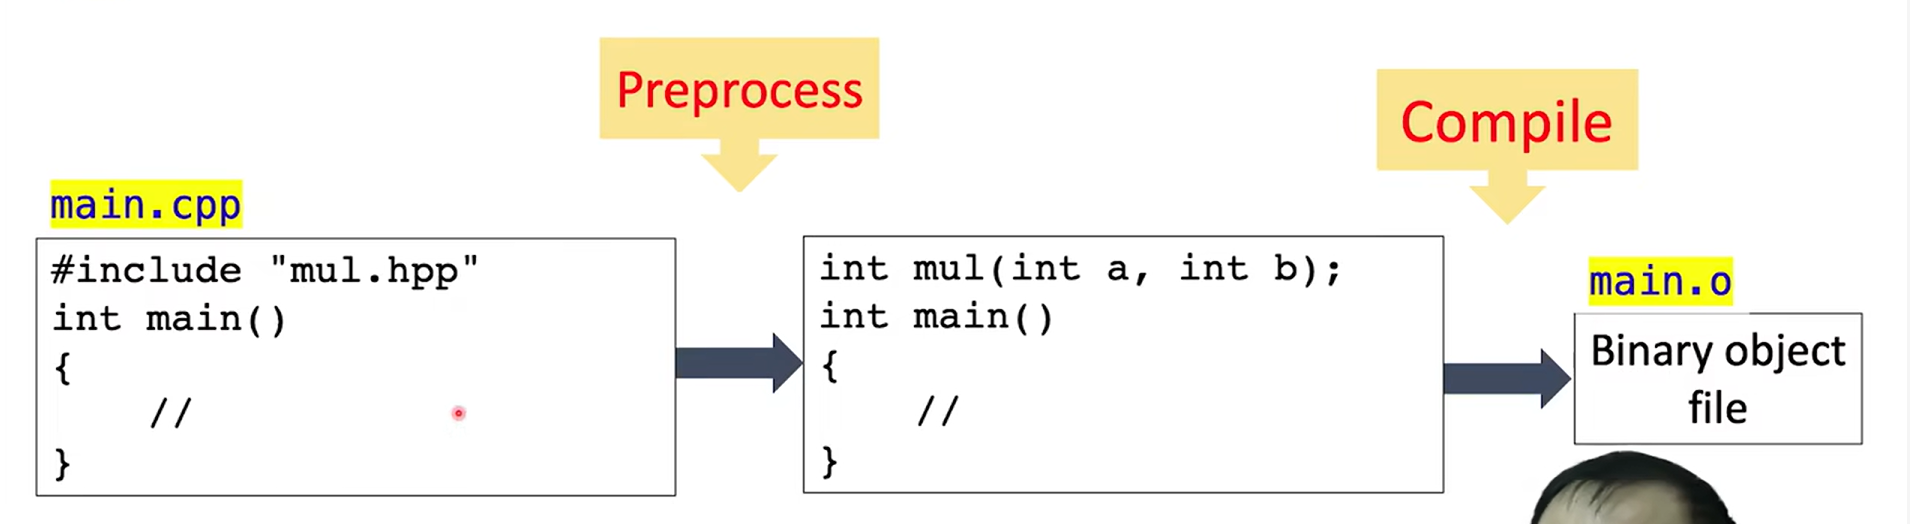 Preprocess
Compile
main.cpp
#include "mul.hpp"
int main()
{
//
}
int mul(int a, int b);
int main()
{
//
}
main.o
Binary object
file